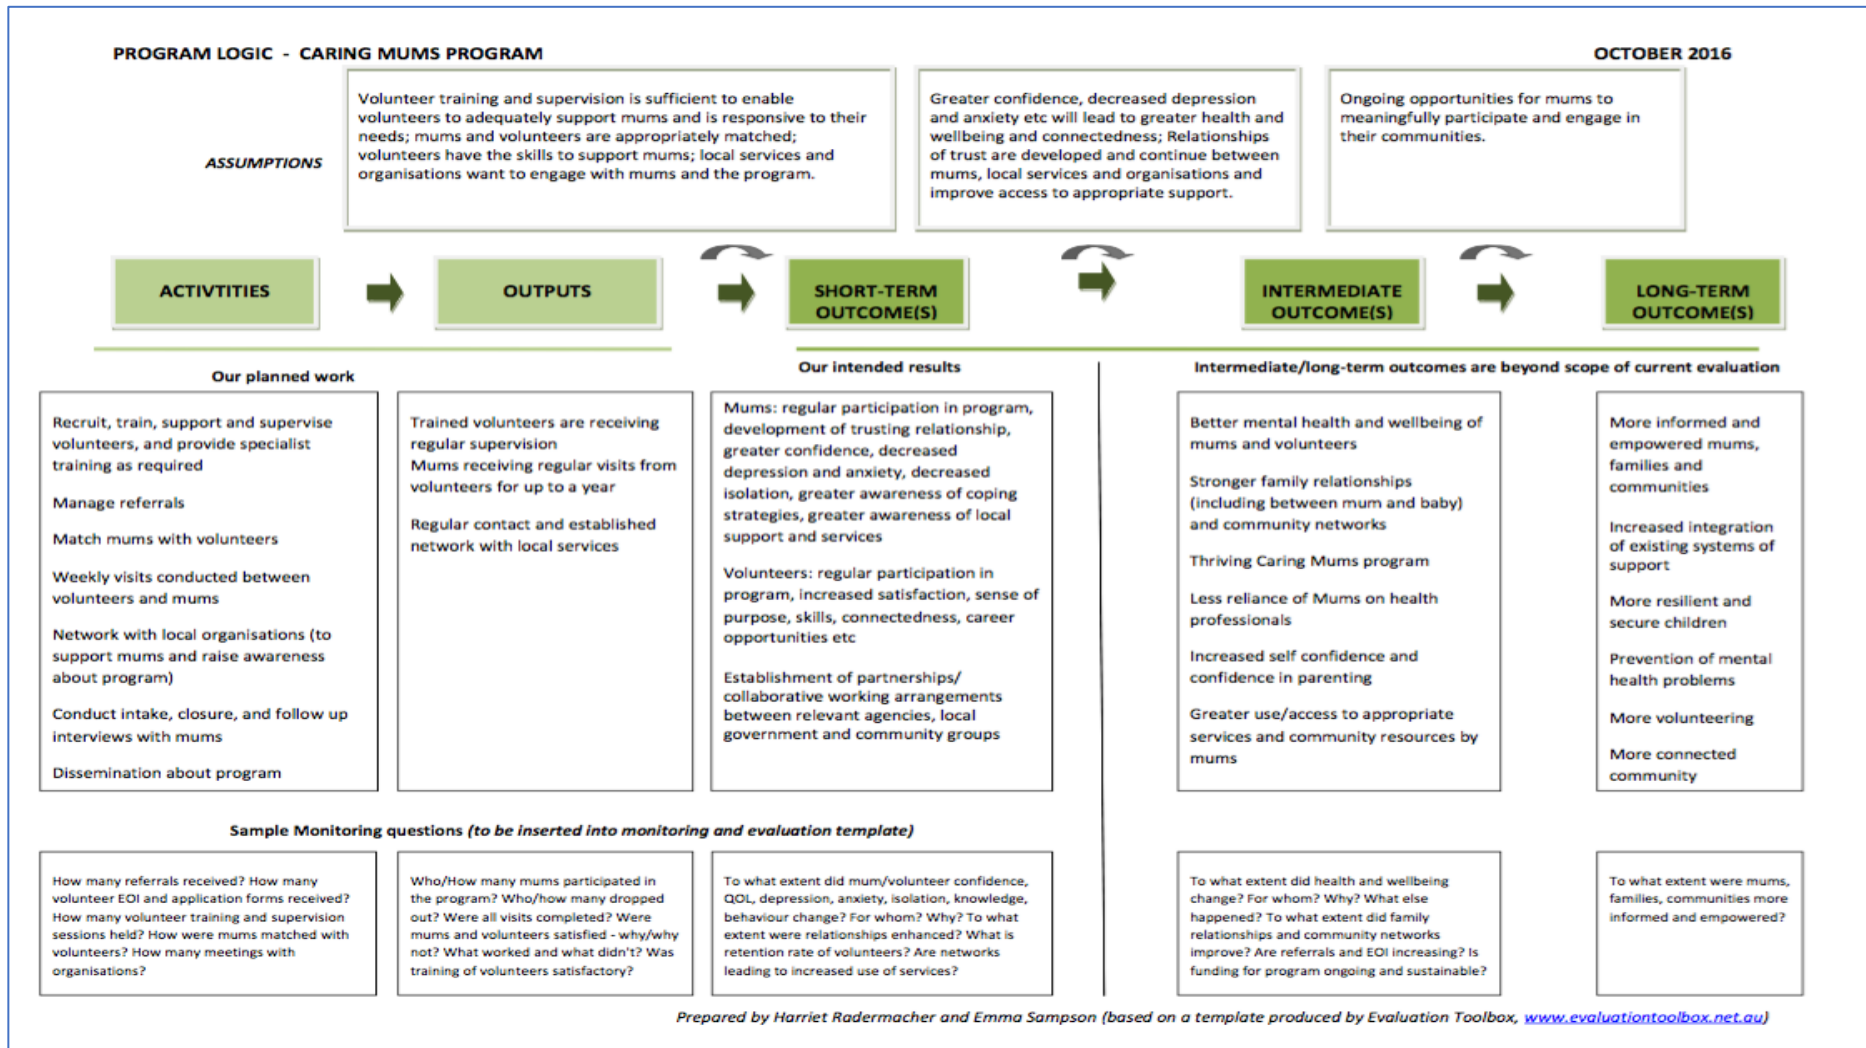 PROGRAM LOGIC - CARING MUMS PROGRAM
OCTOBER 2016
ASSUMPTIONS
Volunteer training and supervision is sufficient to enable
volunteers to adequately support mums and is responsive to their
needs; mums and volunteers are appropriately matched;
volunteers have the skills to support mums; local services and
organisations want to engage with mums and the program.
Greater confidence, decreased depression
and anxiety etc will lead to greater health and
wellbeing and connectedness; Relationships
of trust are developed and continue between
mums, local services and organisations and
improve access to appropriate support.
Ongoing opportunities for mums to
meaningfully participate and engage in
their communities.
ACTIVTITIES
OUTPUTS
SHORT-TERM
OUTCOME(S)
INTERMEDIATE
OUTCOME(S)
LONG-TERM
OUTCOME(S)
Our planned work
Our intended results
Intermediate/long-term outcomes are beyond scope of current evaluation
Recruit, train, support and supervise
volunteers, and provide specialist
training as required
Manage referrals
Match mums with volunteers
Weekly visits conducted between
volunteers and mums
Network with local organisations (to
support mums and raise awareness
about program)
Conduct intake, closure, and follow up
interviews with mums
Dissemination about program
Trained volunteers are receiving
regular supervision
Mums receiving regular visits from
volunteers for up to a year
Regular contact and established
network with local services
Mums: regular participation in program,
development of trusting relationship,
greater confidence, decreased
depression and anxiety, decreased
isolation, greater awareness of coping
strategies, greater awareness of local
support and services
Volunteers: regular participation in
program, increased satisfaction, sense of
purpose, skills, connectedness, career
opportunities etc
Establishment of partnerships/
collaborative working arrangements
between relevant agencies, local
government and community groups
Better mental health and wellbeing of
mums and volunteers
Stronger family relationships
(including between mum and baby)
and community networks
Thriving Caring Mums program
Less reliance of Mums on health
professionals
Increased self confidence and
confidence in parenting
Greater use/access to appropriate
services and community resources by
mums
More informed and
empowered mums,
families and
communities
Increased integration
of existing systems of
support
More resilient and
secure children
Prevention of mental
health problems
More volunteering
More connected
community
Sample Monitoring questions (to be inserted into monitoring and evaluation template)
How many referrals received? How many
volunteer EOI and application forms received?
How many volunteer training and supervision
sessions held? How were mums matched with
volunteers? How many meetings with
organisations?
Who/How many mums participated in
the program? Who/how many dropped
out? Were all visits completed? Were
mums and volunteers satisfied - why/why
not? What worked and what didn't? Was
training of volunteers satisfactory?
To what extent did mum/volunteer confidence,
QOL, depression, anxiety, isolation, knowledge,
behaviour change? For whom? Why? To what
extent were relationships enhanced? What is
retention rate of volunteers? Are networks
leading to increased use of services?
To what extent did health and wellbeing
change? For whom? Why? What else
happened? To what extent did family
relationships and community networks
improve? Are referrals and EOI increasing? Is
funding for program ongoing and sustainable?
To what extent were mums,
families, communities more
informed and empowered?
Prepared by Harriet Radermacher and Emma Sampson (based on a template produced by Evaluation Toolbox, www.evaluationtoolbox.net.au)